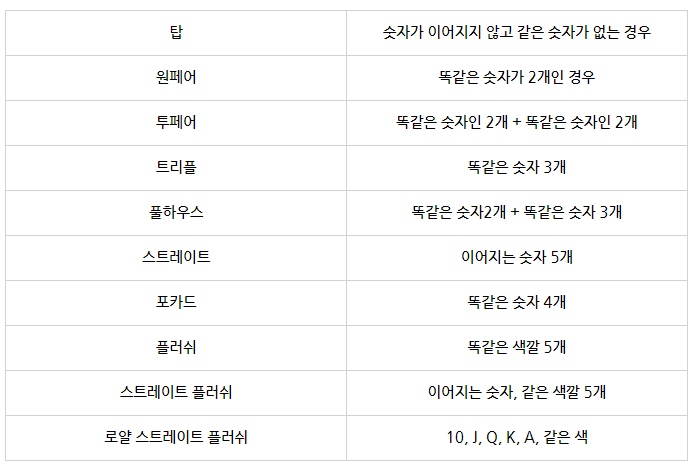 탑 숫자가 이어지지 않고 같은 숫자가 없는 경우
원페어 똑같은 숫자가 2개인 경우
투페어 똑같은 숫자인 2개 + 똑같은 숫자인 2개
트리플 똑같은 숫자 3개
풀하우스 똑같은 숫자2개 + 똑같은 숫자 3개
스트레이트 이어지는 숫자 5개
포카드 똑같은 숫자 4개
플러쉬 똑같은 색깔 5개
스트레이트 플러쉬 이어지는 숫자, 같은 색깔 5개
로얄 스트레이트 플러쉬 10, J, Q, K, A, 같은 색